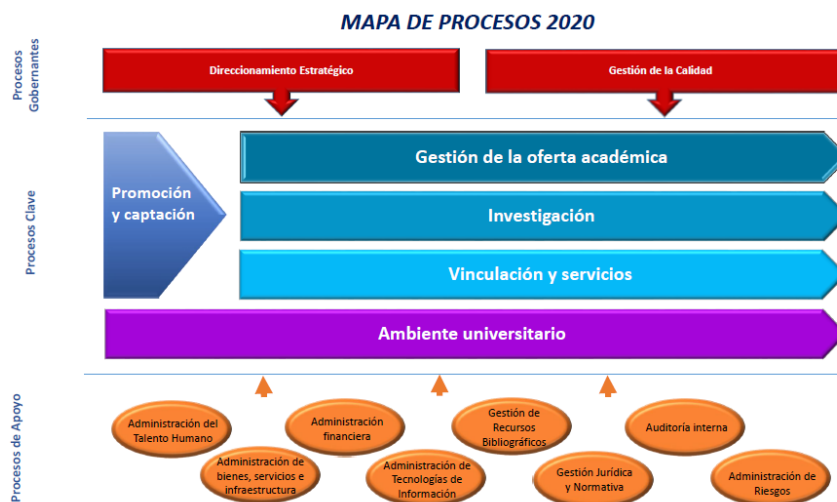 MAPA DE PROCESOS 2020
Procesos
Gobernantes
Direccionamiento Estratégico
Gestión de la Calidad
Procesos Clave
Promoción
y captación
Gestión de la oferta académica
Investigación
Vinculación y servicios
Ambiente universitario
Procesos de Apoyo
Administración del
Talento Humano
Administración de
bienes, servicios e
infraestructura
Administración
financiera
Administración de
Tecnologías de
Información
Gestión de
Recursos
Bibliográficos
Gestión Jurídica
y Normativa
Auditoría interna
Administración de
Riesgos